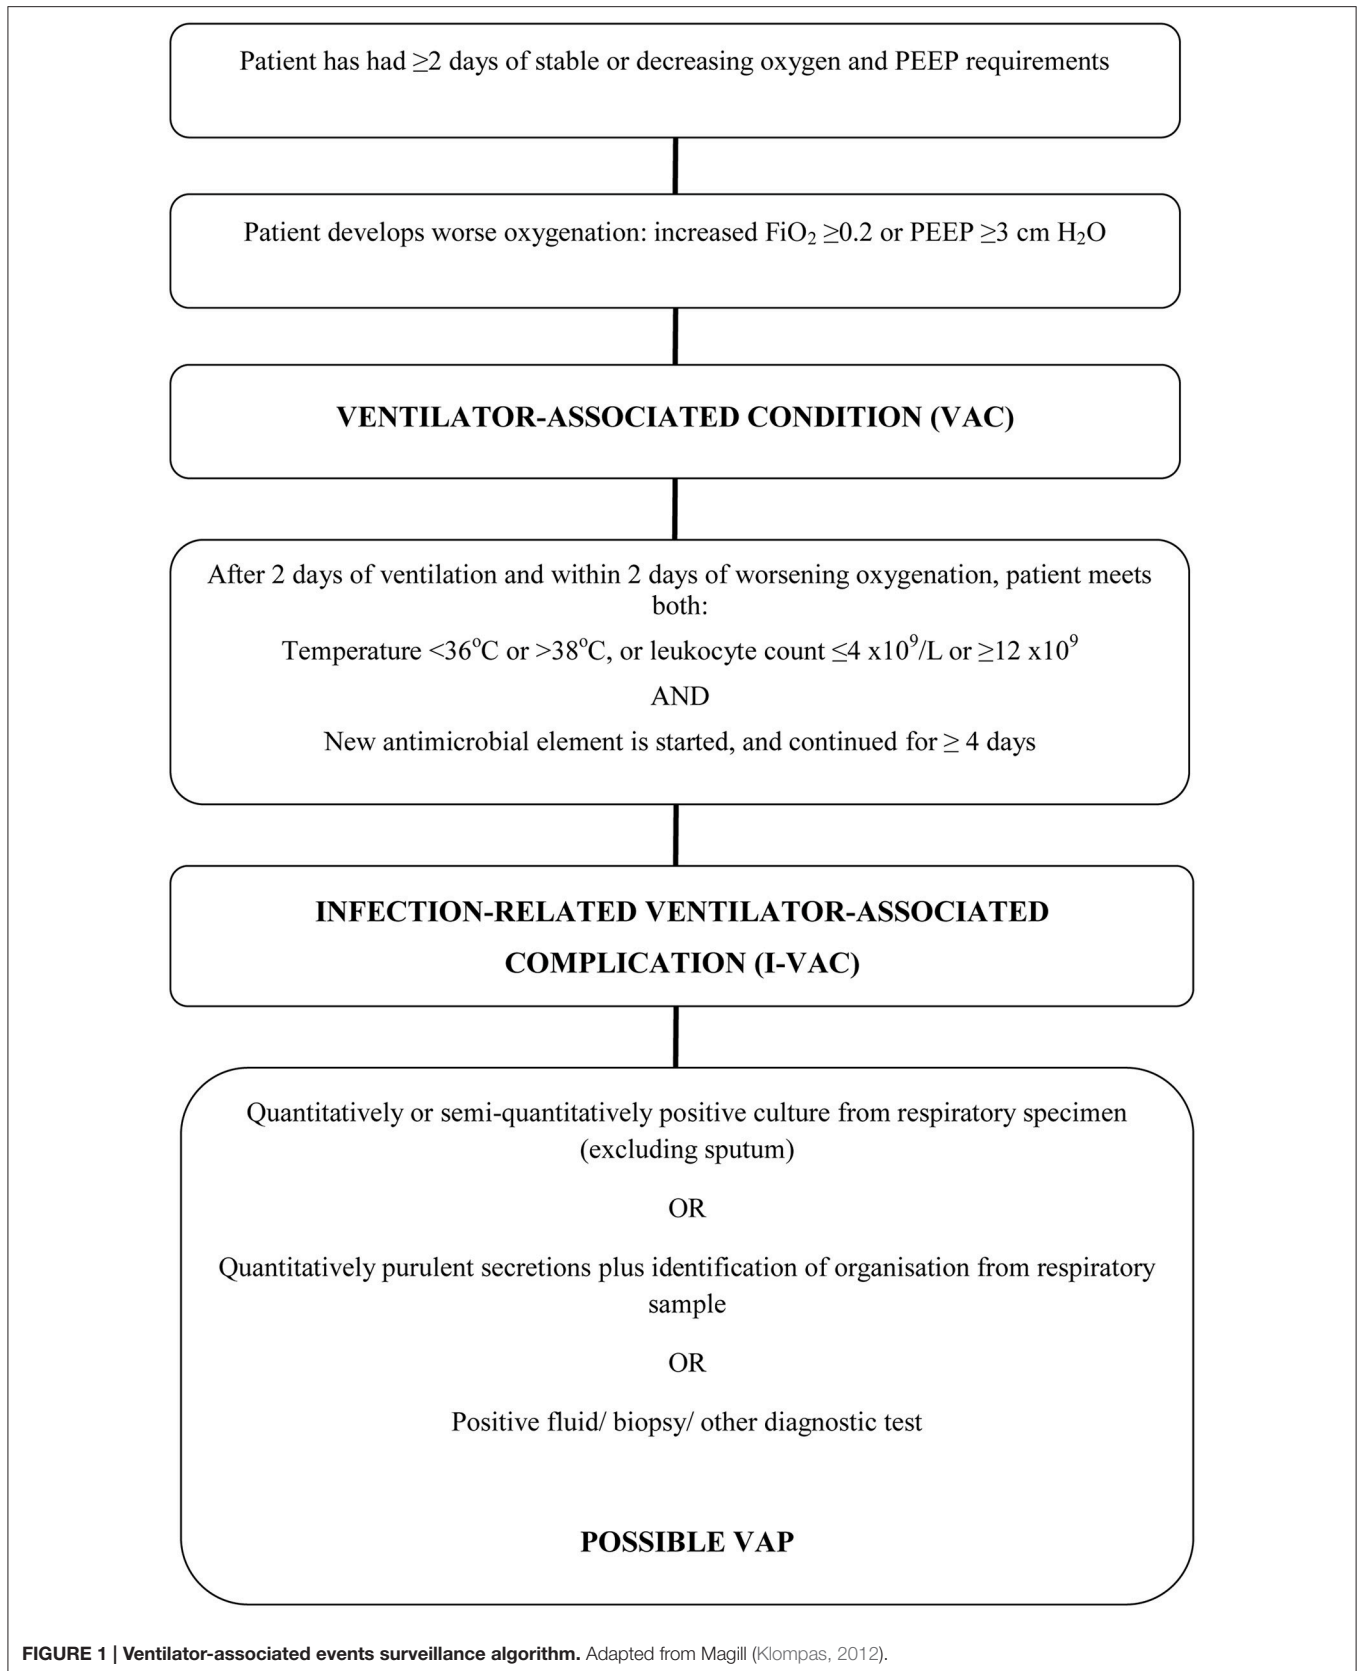 Patient has had ≥2 days of stable or decreasing oxygen and PEEP requirements
Patient develops worse oxygenation: increased FiO₂ ≥0.2 or PEEP ≥3 cm H₂O
VENTILATOR-ASSOCIATED CONDITION (VAC)
After 2 days of ventilation and within 2 days of worsening oxygenation, patient meets
both:
Temperature <36°C or >38°C, or leukocyte count ≤4 x10⁹/L or ≥12 x10⁹
AND
New antimicrobial element is started, and continued for ≥ 4 days
INFECTION-RELATED VENTILATOR-ASSOCIATED
COMPLICATION (I-VAC)
Quantitatively or semi-quantitatively positive culture from respiratory specimen
(excluding sputum)
OR
Quantitatively purulent secretions plus identification of organisation from respiratory
sample
OR
Positive fluid/ biopsy/ other diagnostic test
POSSIBLE VAP
FIGURE 1 | Ventilator-associated events surveillance algorithm. Adapted from Magill (Klompas, 2012).